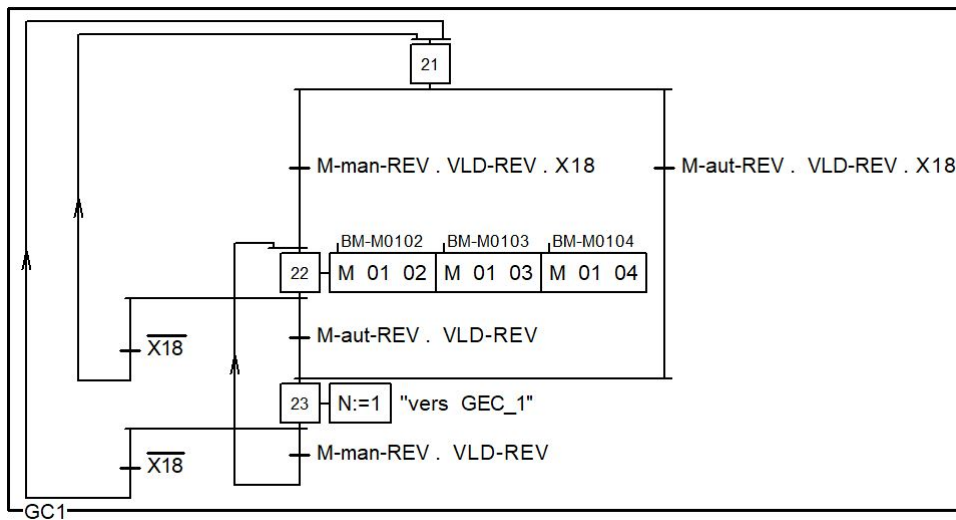 21
M-man-REV . VLD-REV . X18
M-aut-REV . VLD-REV . X18
BM-M0102 BM-M0103 BM-M0104
22 M 01 02 M 01 03 M 01 04
X18
M-aut-REV . VLD-REV
23 N:=1 "vers GEC_1"
X18
M-man-REV . VLD-REV
GC1